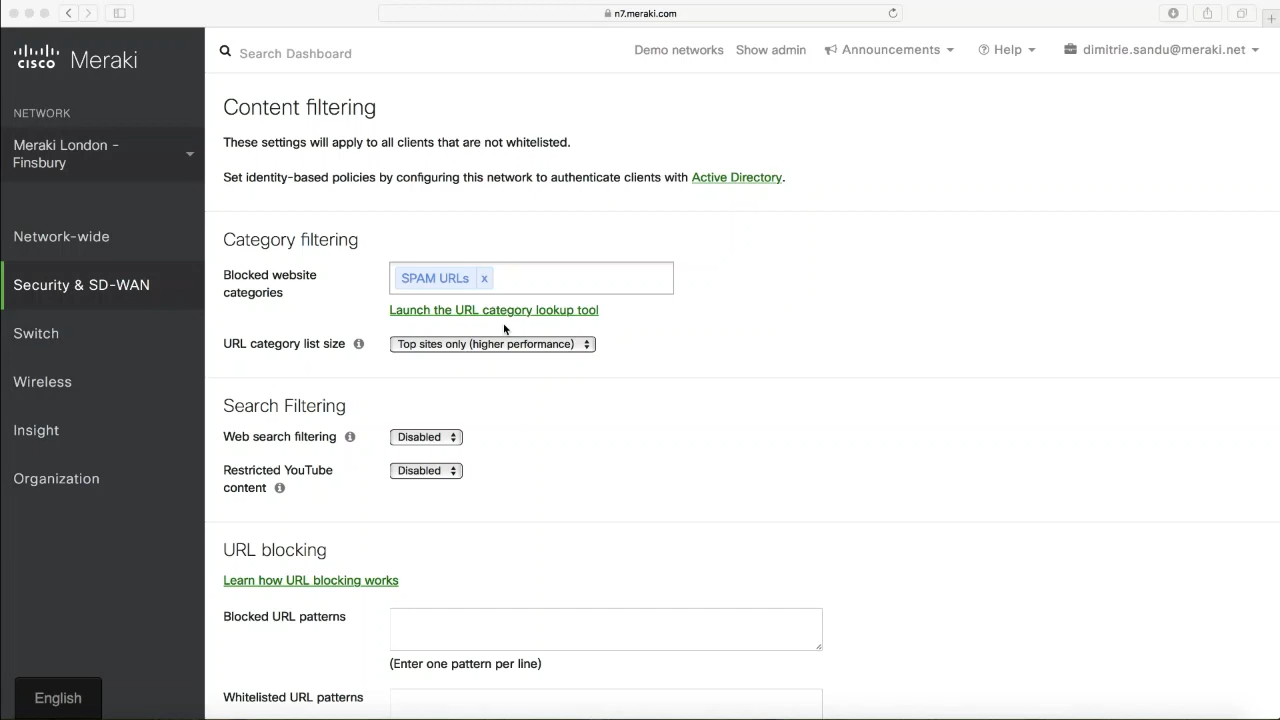 n7.meraki.com
CISCO Meraki
Search Dashboard
Demo networks
Show admin
Announcements
Help
dimitrie.sandu@meraki.net
NETWORK
Meraki London -
Finsbury
Network-wide
Security & SD-WAN
Switch
Wireless
Insight
Organization
English
Content filtering
These settings will apply to all clients that are not whitelisted.
Set identity-based policies by configuring this network to authenticate clients with Active Directory.
Category filtering
Blocked website
categories
SPAM URLs x
Launch the URL category lookup tool
URL category list size
Top sites only (higher performance)
Search Filtering
Web search filtering
Disabled
Restricted YouTube
content
Disabled
URL blocking
Learn how URL blocking works
Blocked URL patterns
(Enter one pattern per line)
Whitelisted URL patterns